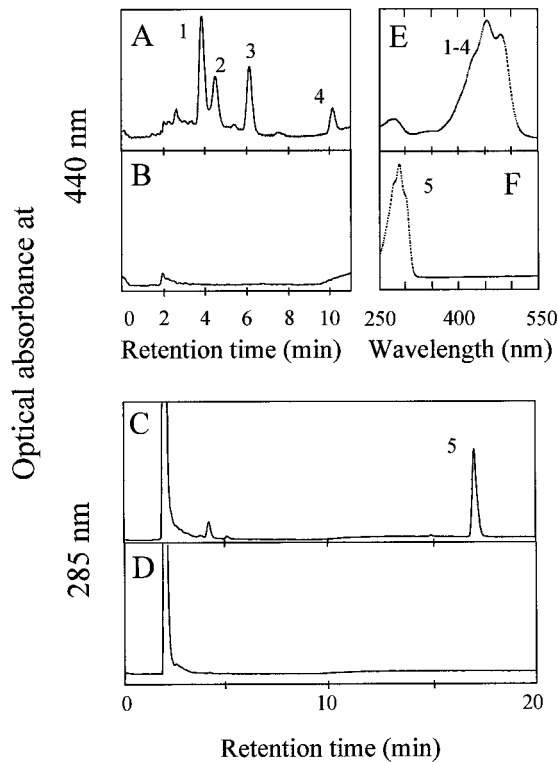 A
1
2
3
4
B
440 nm
0 2 4 6 8 10
Retention time (min)
E
1-4
F
5
250 400 550
Wavelength (nm)
Optical absorbance at
C
5
D
285 nm
0 10 20
Retention time (min)